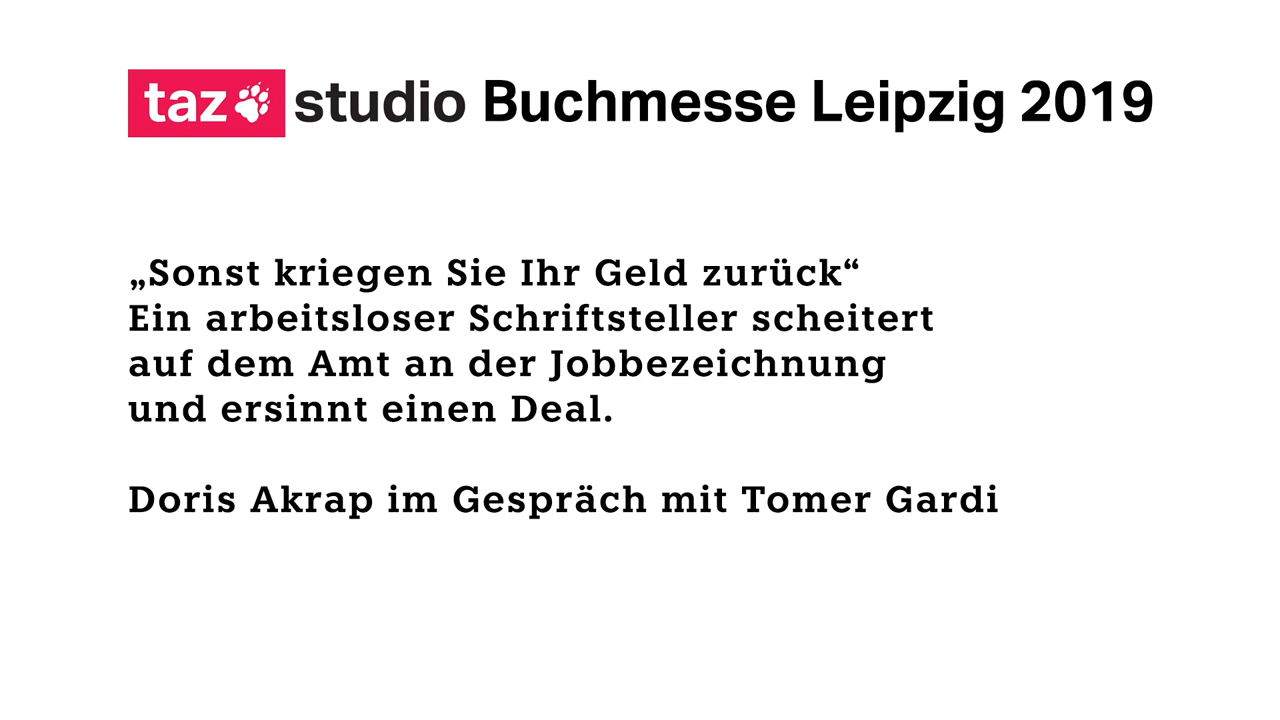 taz studio Buchmesse Leipzig 2019
„Sonst kriegen Sie Ihr Geld zurück“
Ein arbeitsloser Schriftsteller scheitert
auf dem Amt an der Jobbezeichnung
und ersinnt einen Deal.
Doris Akrap im Gespräch mit Tomer Gardi